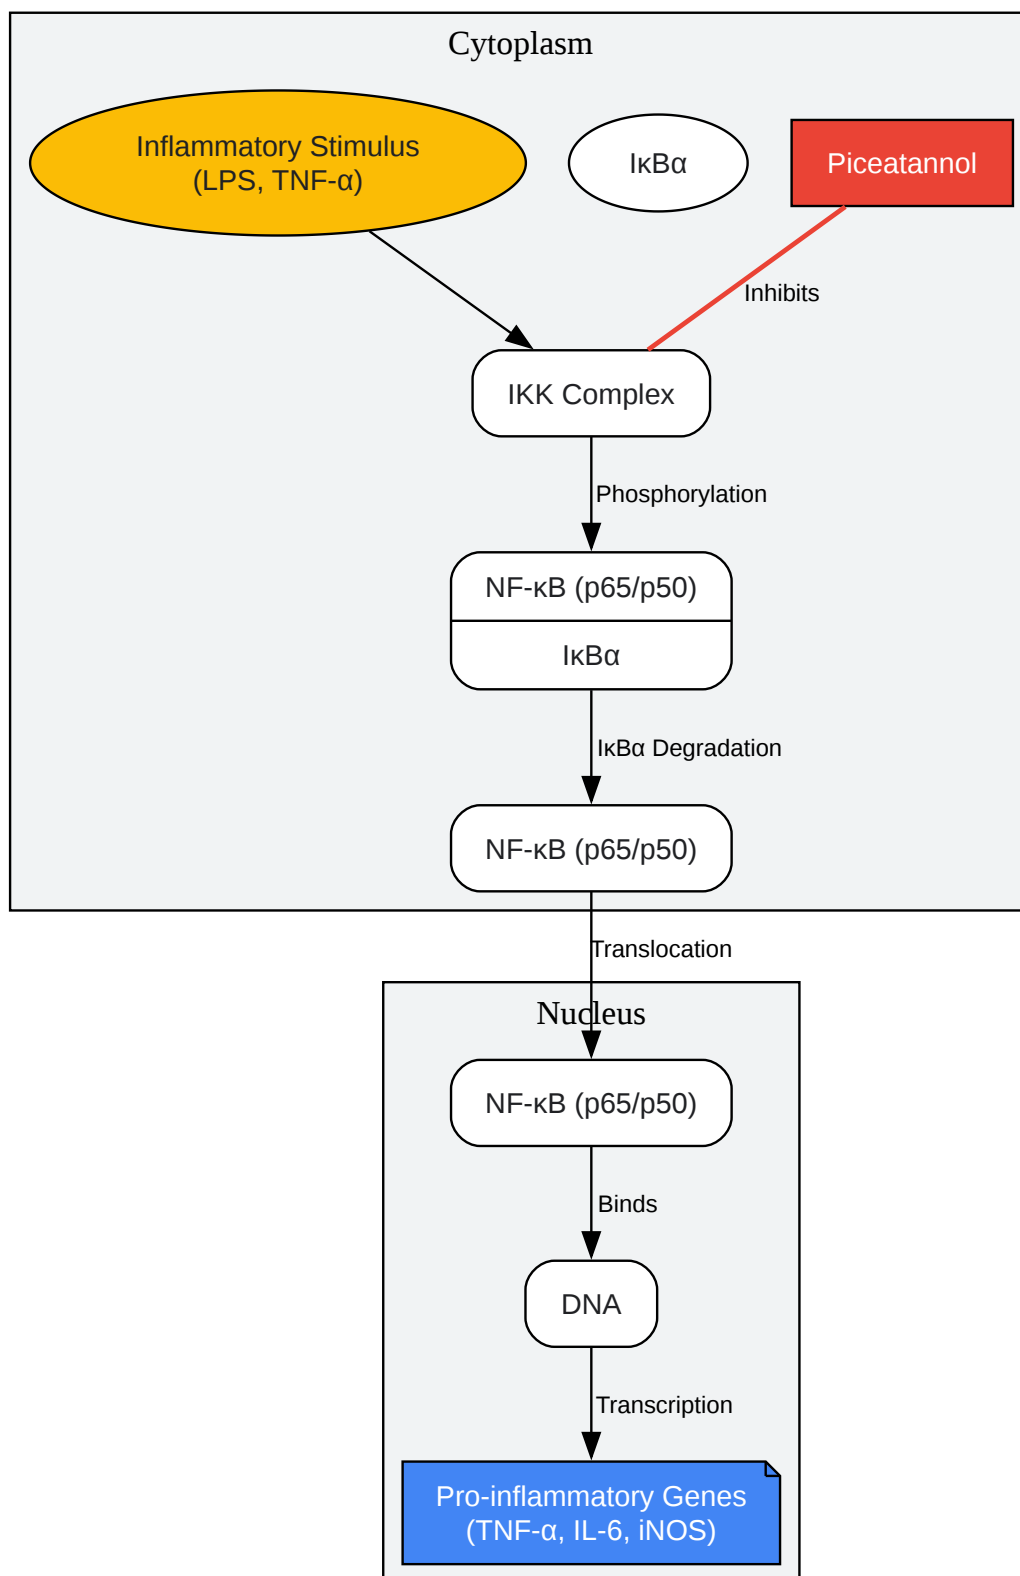 Cytoplasm
Inflammatory Stimulus
(LPS, TNF-α)
IκBα
Piceatannol
Inhibits
IKK Complex
Phosphorylation
NF-κB (p65/p50)
IκBα
IκBα Degradation
NF-κB (p65/p50)
Translocation
Nucleus
NF-κB (p65/p50)
Binds
DNA
Transcription
Pro-inflammatory Genes
(TNF-α, IL-6, iNOS)